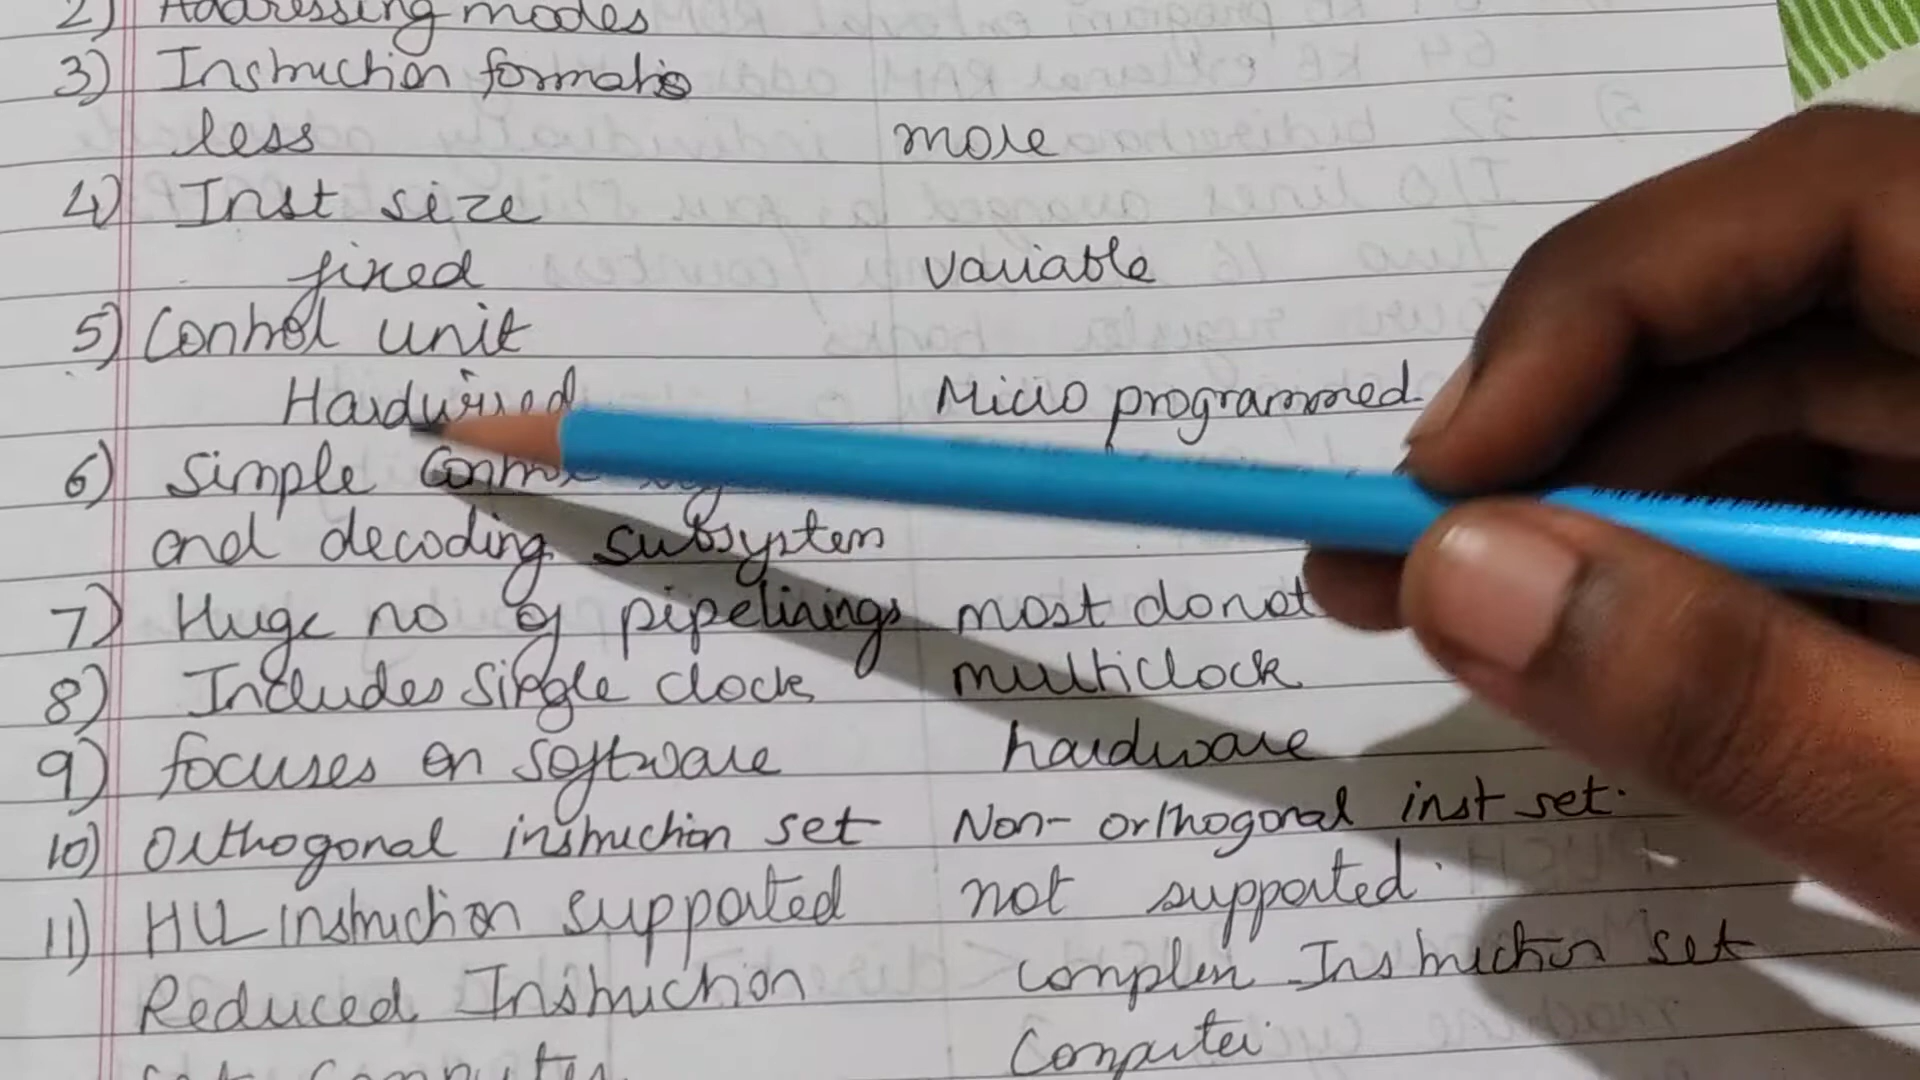 2) Addressing modes
3) Instruction formats
less more
4) Inst size
fixed variable
5) Control unit
Hardwired Micro programmed
6) Simple
and decoding subsystem
7) Huge no of pipelinings most donot
8) Includes Single clock multiclock
9) focuses on software hardware
10) Orthogonal instruction set Non-orthogonal inst set.
11) HLL instruction supported not supported.
Reduced Instruction Complex Instruction set
Set Computer Computer